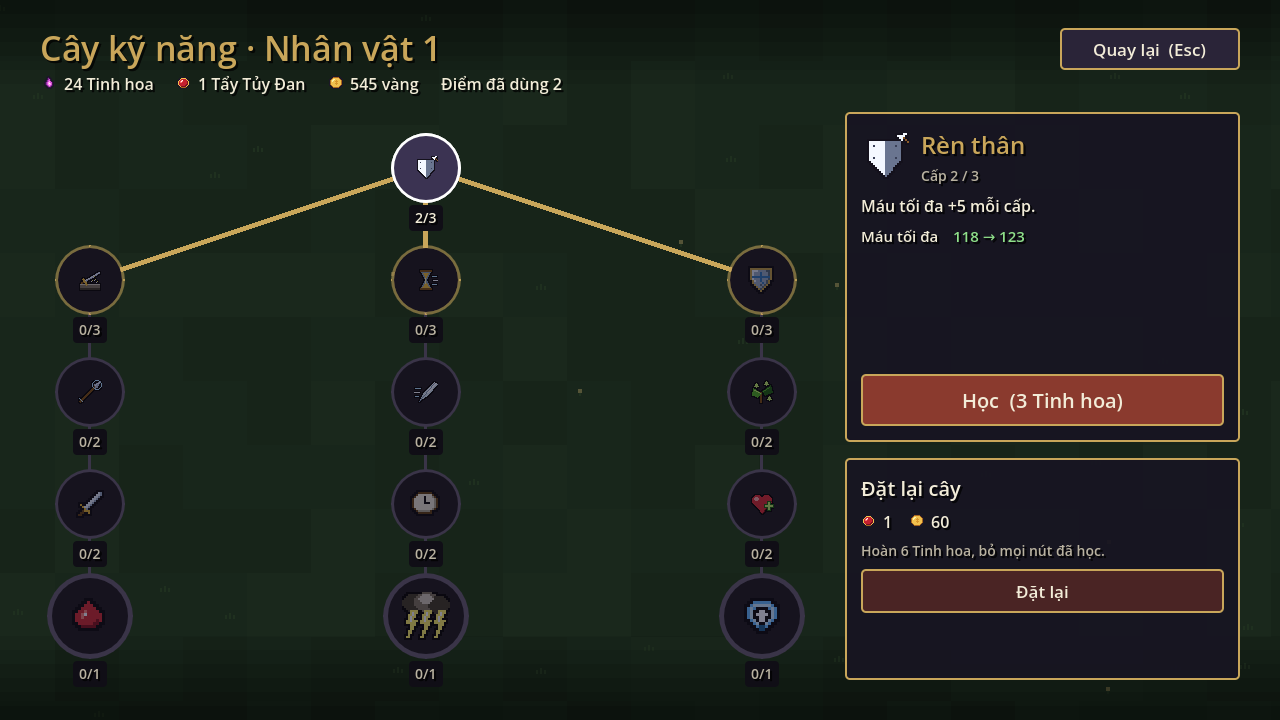 Cây kỹ năng · Nhân vật 1
Quay lại (Esc)
24 Tinh hoa 1 Tẩy Tủy Đan 545 vàng Điểm đã dùng 2
2/3
0/3 0/3 0/3
0/2 0/2 0/2
0/2 0/2 0/2
0/1 0/1 0/1
Rèn thân
Cấp 2 / 3
Máu tối đa +5 mỗi cấp.
Máu tối đa 118 → 123
Học (3 Tinh hoa)
Đặt lại cây
1 60
Hoàn 6 Tinh hoa, bỏ mọi nút đã học.
Đặt lại